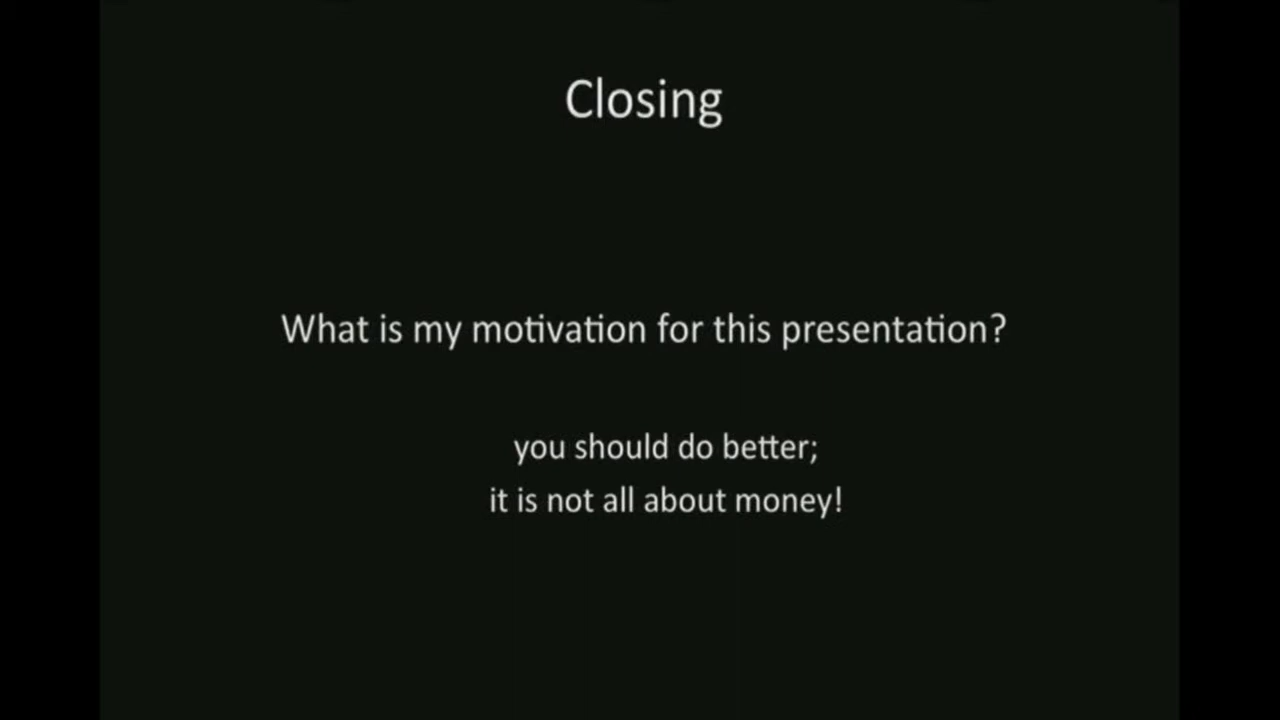 Closing
What is my motivation for this presentation?
you should do better;
it is not all about money!